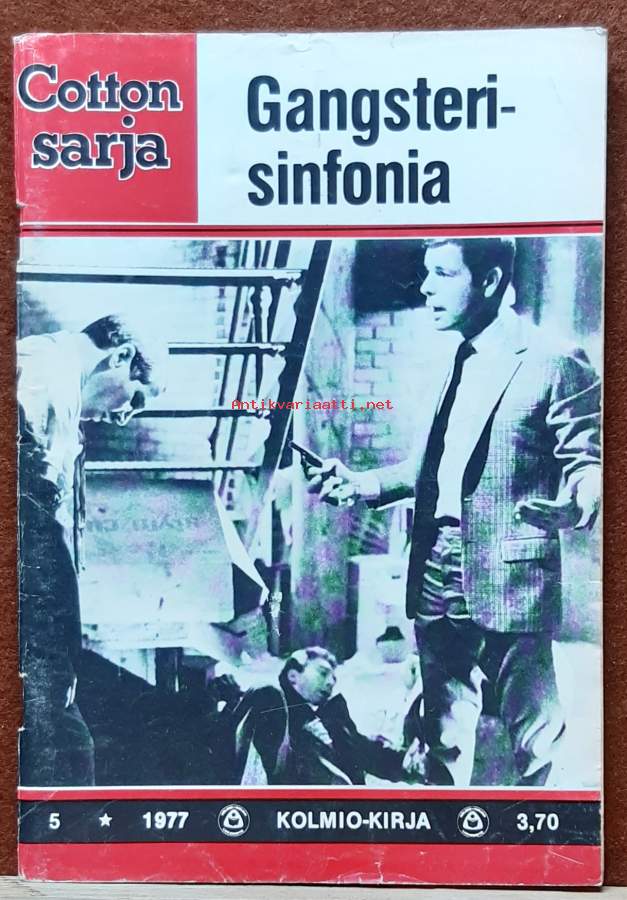 Cotton
sarja
Gangsteri-
sinfonia
Antikvariaatti.net
5 ★ 1977 KOLMIO-KIRJA 3,70